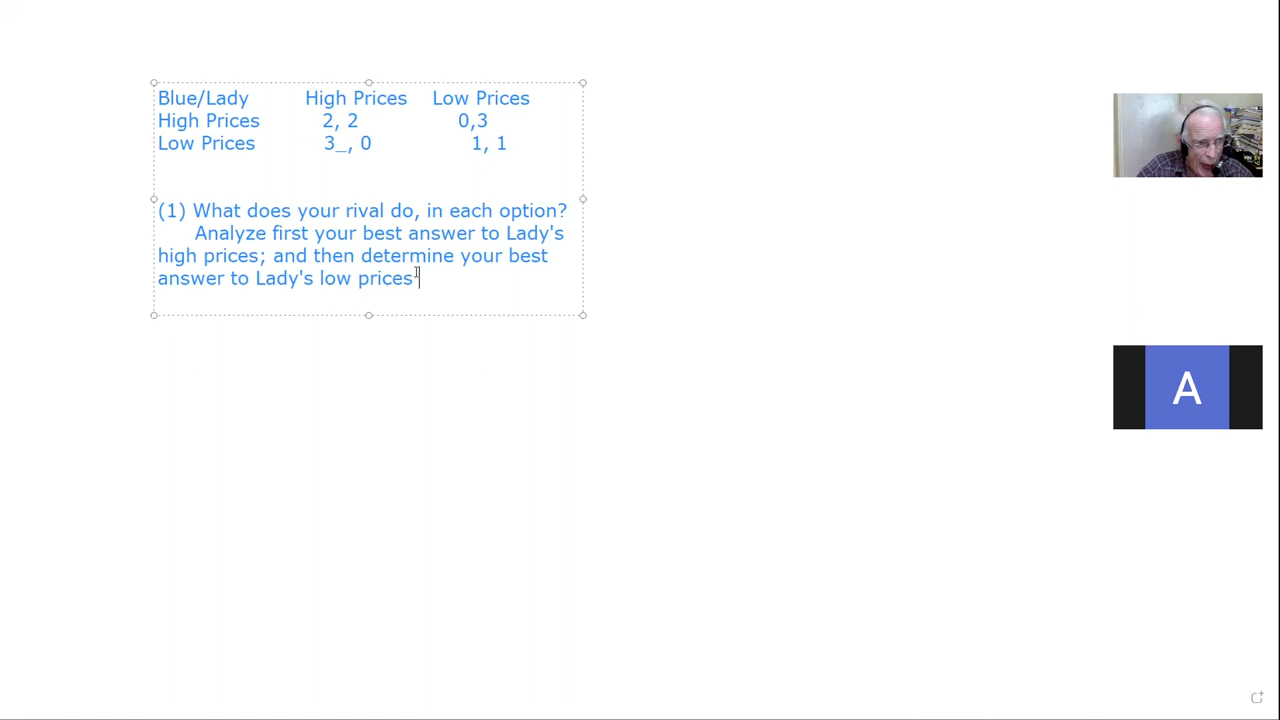 Blue/Lady High Prices Low Prices
High Prices 2, 2 0,3
Low Prices 3_, 0 1, 1
(1) What does your rival do, in each option?
Analyze first your best answer to Lady's
high prices; and then determine your best
answer to Lady's low prices
A